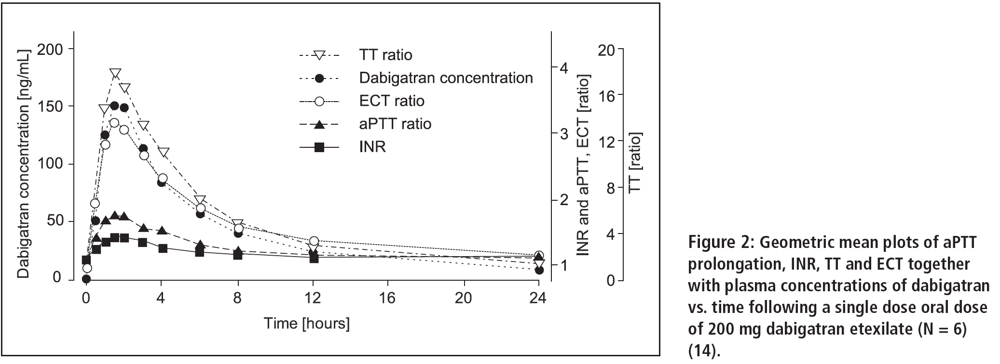 Dabigatran concentration [ng/mL]
200
150
100
50
0
TT ratio
Dabigatran concentration
ECT ratio
aPTT ratio
INR
4
3
2
1
INR and aPTT, ECT [ratio]
20
16
12
8
4
0
TT [ratio]
0 4 8 12 16 20 24
Time [hours]
Figure 2: Geometric mean plots of aPTT
prolongation, INR, TT and ECT together
with plasma concentrations of dabigatran
vs. time following a single dose oral dose
of 200 mg dabigatran etexilate (N = 6)
(14).